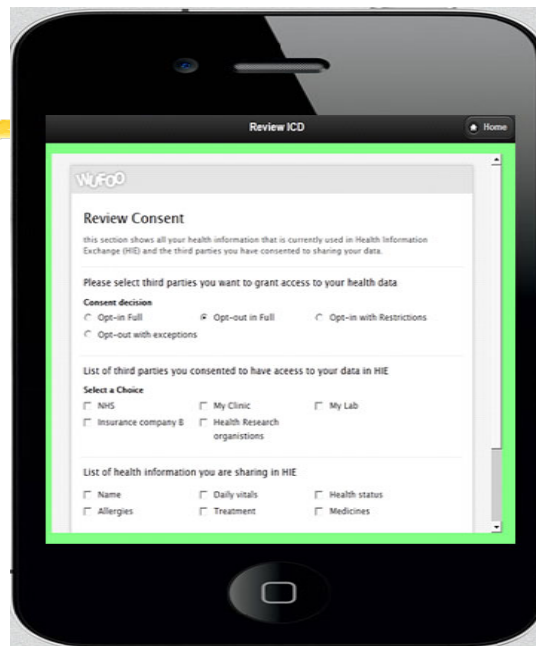 Review ICD
Home
WUFOO
Review Consent
this section shows all your health information that is currently used in Health Information
Exchange (HIE) and the third parties you have consented to sharing your data.
Please select third parties you want to grant access to your health data
Consent decision
Opt-in Full Opt-out in Full Opt-in with Restrictions
Opt-out with exceptions
List of third parties you consented to have aceess to your data in HIE
Select a Choice
NHS My Clinic My Lab
Insurance company B Health Research
organistions
List of health information you are sharing in HIE
Name Daily vitals Health status
Allergies Treatment Medicines